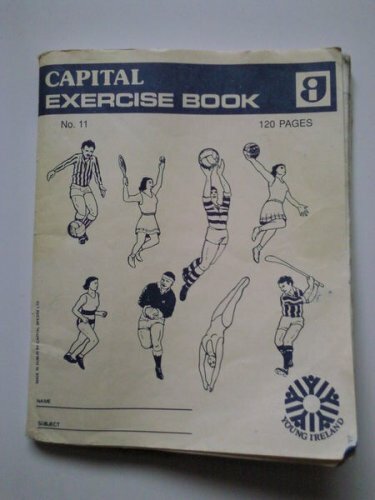 CAPITAL
EXERCISE BOOK
i
No. 11
120 PAGES
NAME
SUBJECT
YOUNG IRELAND